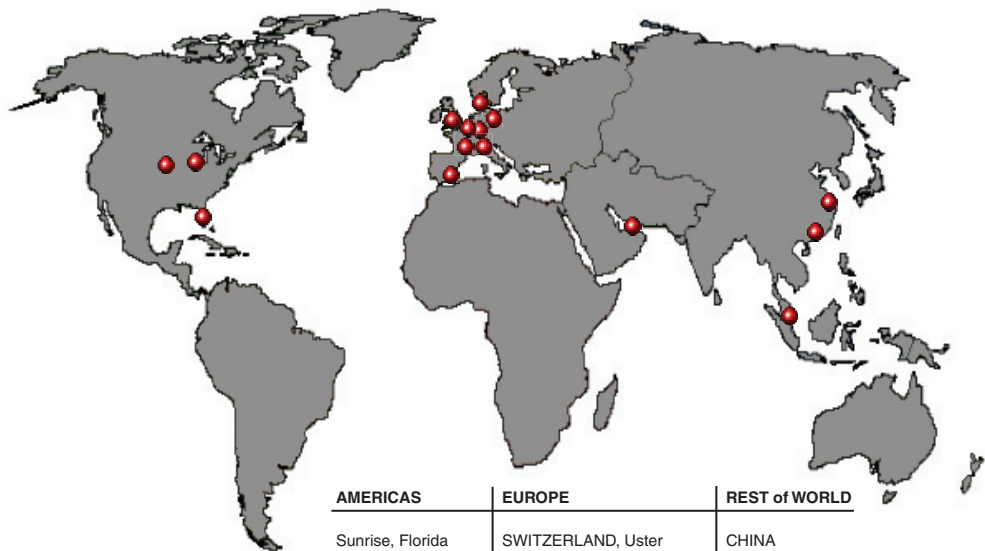 AMERICAS EUROPE REST of WORLD
Sunrise, Florida SWITZERLAND, Uster CHINA